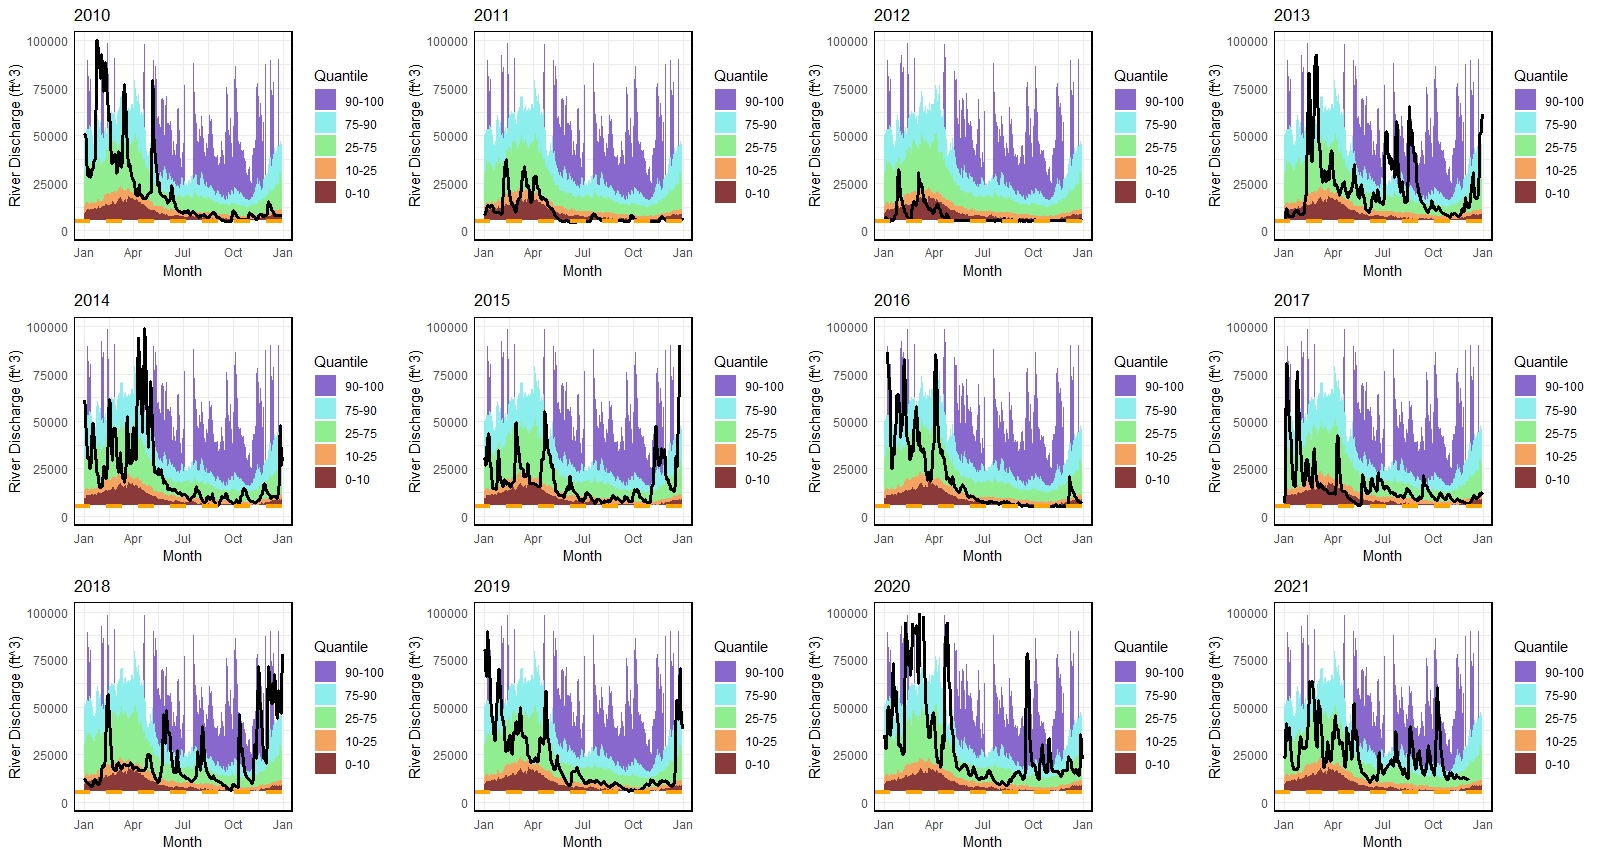 2010
River Discharge (ft^3)
100000
75000
50000
25000
0
Jan Apr Jul Oct Jan
Month
Quantile
90-100
75-90
25-75
10-25
0-10
2011
River Discharge (ft^3)
100000
75000
50000
25000
0
Jan Apr Jul Oct Jan
Month
Quantile
90-100
75-90
25-75
10-25
0-10
2012
River Discharge (ft^3)
100000
75000
50000
25000
0
Jan Apr Jul Oct Jan
Month
Quantile
90-100
75-90
25-75
10-25
0-10
2013
River Discharge (ft^3)
100000
75000
50000
25000
0
Jan Apr Jul Oct Jan
Month
Quantile
90-100
75-90
25-75
10-25
0-10
2014
River Discharge (ft^3)
100000
75000
50000
25000
0
Jan Apr Jul Oct Jan
Month
Quantile
90-100
75-90
25-75
10-25
0-10
2015
River Discharge (ft^3)
100000
75000
50000
25000
0
Jan Apr Jul Oct Jan
Month
Quantile
90-100
75-90
25-75
10-25
0-10
2016
River Discharge (ft^3)
100000
75000
50000
25000
0
Jan Apr Jul Oct Jan
Month
Quantile
90-100
75-90
25-75
10-25
0-10
2017
River Discharge (ft^3)
100000
75000
50000
25000
0
Jan Apr Jul Oct Jan
Month
Quantile
90-100
75-90
25-75
10-25
0-10
2018
River Discharge (ft^3)
100000
75000
50000
25000
0
Jan Apr Jul Oct Jan
Month
Quantile
90-100
75-90
25-75
10-25
0-10
2019
River Discharge (ft^3)
100000
75000
50000
25000
0
Jan Apr Jul Oct Jan
Month
Quantile
90-100
75-90
25-75
10-25
0-10
2020
River Discharge (ft^3)
100000
75000
50000
25000
0
Jan Apr Jul Oct Jan
Month
Quantile
90-100
75-90
25-75
10-25
0-10
2021
River Discharge (ft^3)
100000
75000
50000
25000
0
Jan Apr Jul Oct Jan
Month
Quantile
90-100
75-90
25-75
10-25
0-10